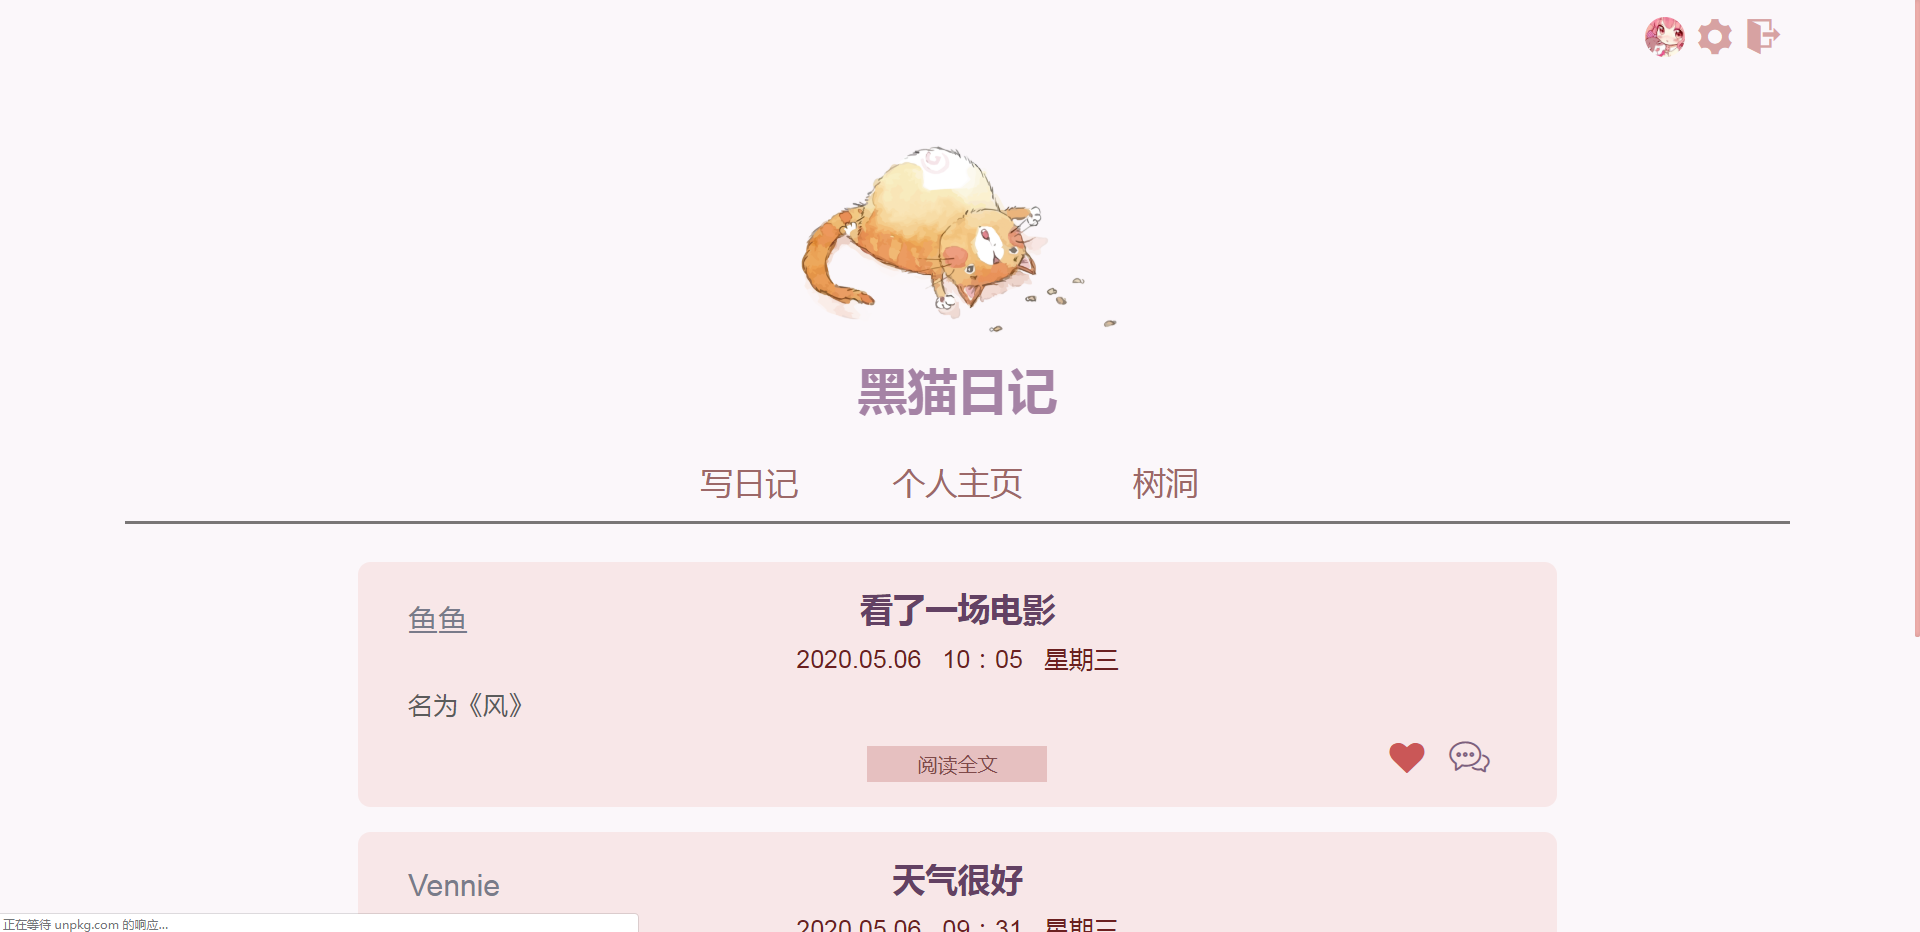 黑猫日记
写日记 个人主页 树洞
鱼鱼
看了一场电影
2020.05.06 10：05 星期三
名为《风》
阅读全文
Vennie
天气很好
2020.05.06 09：31 星期三
正在等待 unpkg.com 的响应...